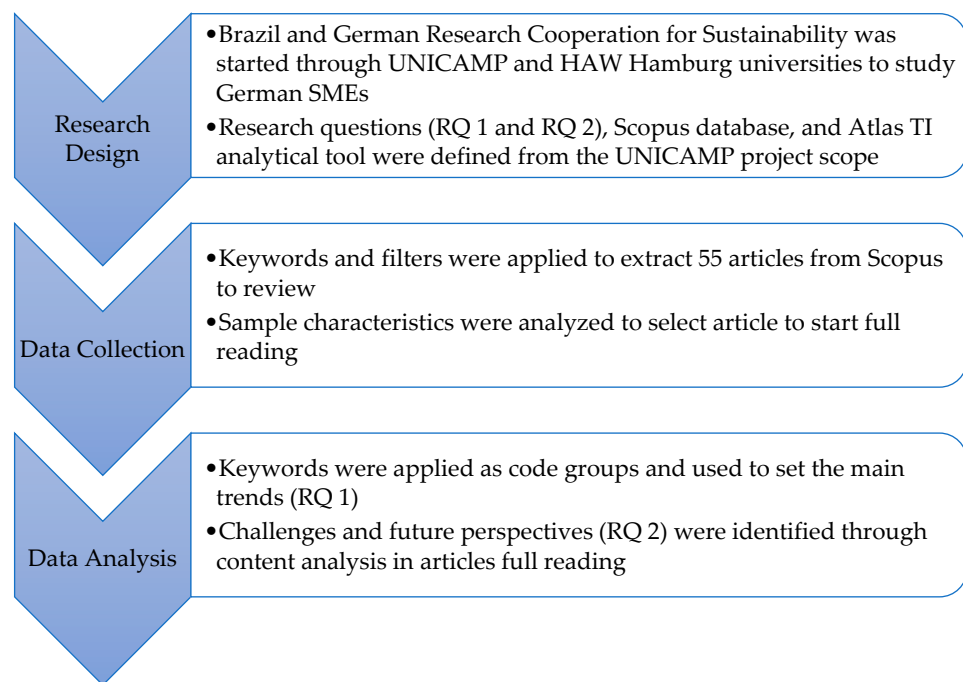 Research
Design
•Brazil and German Research Cooperation for Sustainability was
started through UNICAMP and HAW Hamburg universities to study
German SMEs
•Research questions (RQ 1 and RQ 2), Scopus database, and Atlas TI
analytical tool were defined from the UNICAMP project scope
Data Collection
•Keywords and filters were applied to extract 55 articles from Scopus
to review
•Sample characteristics were analyzed to select article to start full
reading
Data Analysis
•Keywords were applied as code groups and used to set the main
trends (RQ 1)
•Challenges and future perspectives (RQ 2) were identified through
content analysis in articles full reading